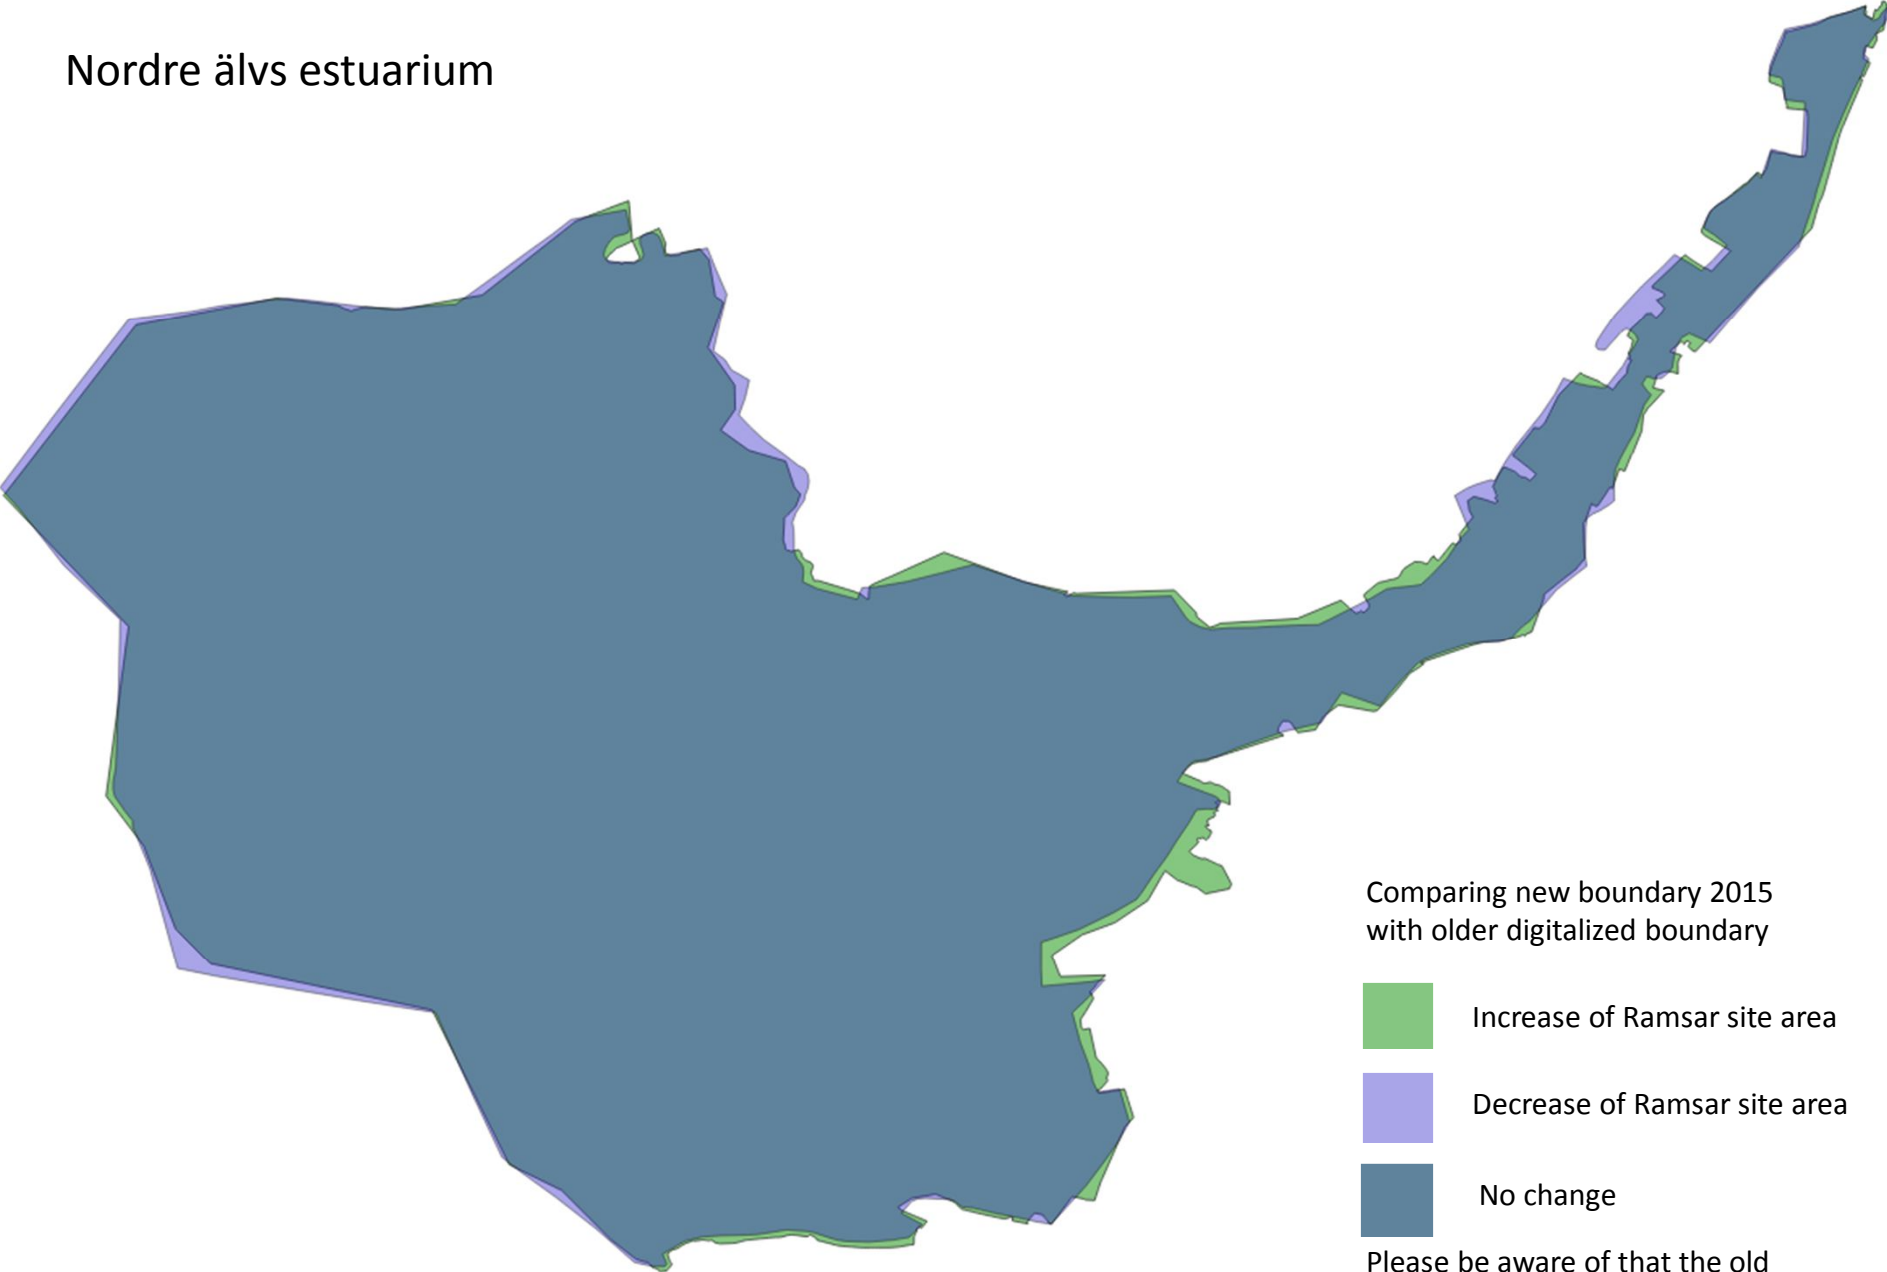 Nordre älvs estuarium
Comparing new boundary 2015
with older digitalized boundary
Increase of Ramsar site area
Decrease of Ramsar site area
No change
Please be aware of that the old